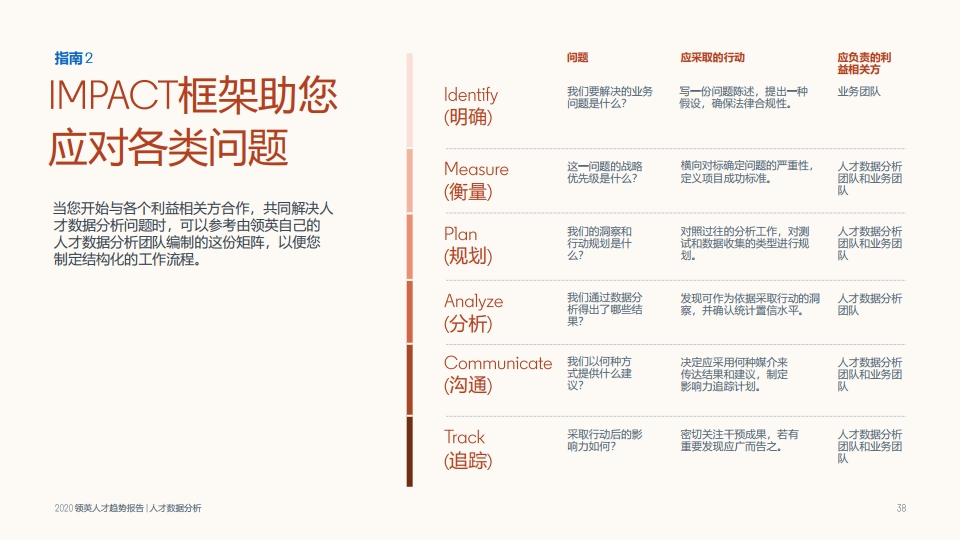 指南 2
IMPACT框架助您
应对各类问题
当您开始与各个利益相关方合作，共同解决人
才数据分析问题时，可以参考由领英自己的
人才数据分析团队编制的这份矩阵，以便您
制定结构化的工作流程。
问题
应采取的行动
应负责的利
益相关方
Identify
(明确)
我们要解决的业务
问题是什么？
写一份问题陈述，提出一种
假设，确保法律合规性。
业务团队
Measure
(衡量)
这一问题的战略
优先级是什么？
横向对标确定问题的严重性，
定义项目成功标准。
人才数据分析
团队和业务团
队
Plan
(规划)
我们的洞察和
行动规划是什
么？
对照过往的分析工作，对测
试和数据收集的类型进行规
划。
人才数据分析
团队和业务团
队
Analyze
(分析)
我们通过数据分
析得出了哪些结
果？
发现可作为依据采取行动的洞
察，并确认统计置信水平。
人才数据分析
团队
Communicate
(沟通)
我们以何种方
式提供什么建
议？
决定应采用何种媒介来
传达结果和建议，制定
影响力追踪计划。
人才数据分析
团队和业务团
队
Track
(追踪)
采取行动后的影
响力如何？
密切关注干预成果，若有
重要发现应广而告之。
人才数据分析
团队和业务团
队
2020 领英人才趋势报告 | 人才数据分析
38